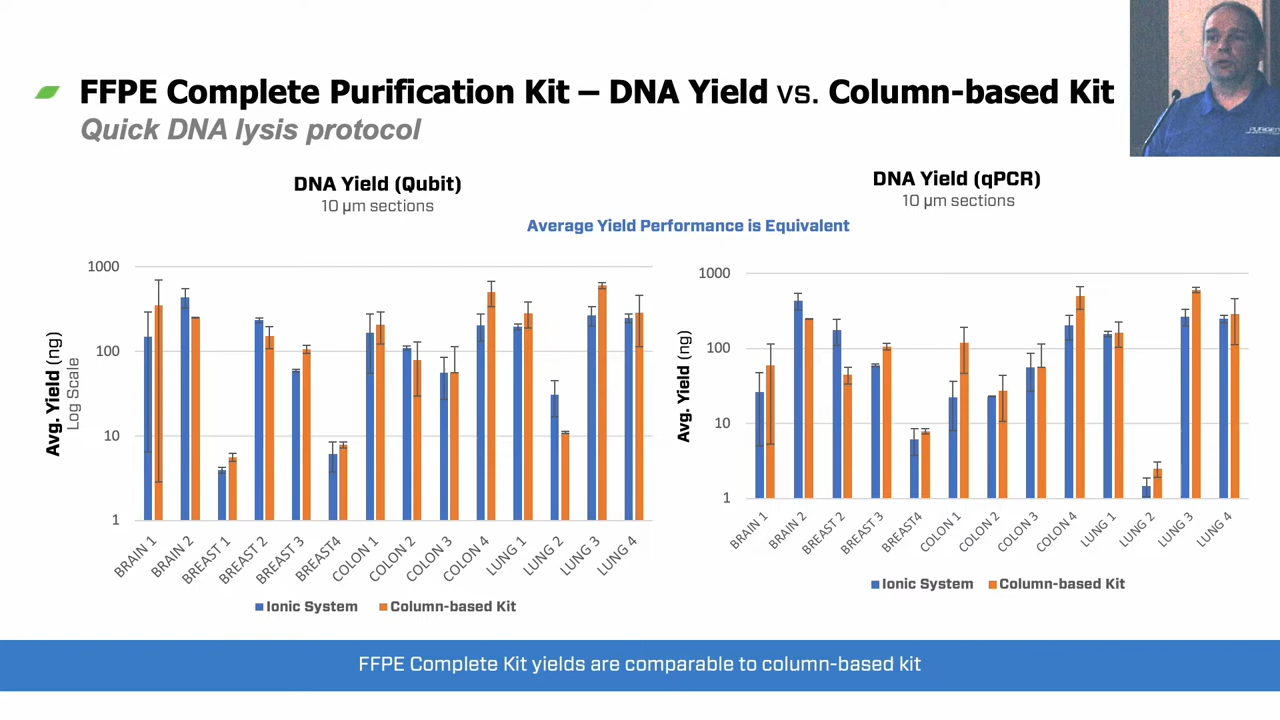 FFPE Complete Purification Kit – DNA Yield vs. Column-based Kit
Quick DNA lysis protocol
DNA Yield (Qubit)
10 µm sections
DNA Yield (qPCR)
10 µm sections
Average Yield Performance is Equivalent
Avg. Yield (ng)
Log Scale
1000
100
10
1
BRAIN 1
BRAIN 2
BREAST 1
BREAST 2
BREAST 3
BREAST4
COLON 1
COLON 2
COLON 3
COLON 4
LUNG 1
LUNG 2
LUNG 3
LUNG 4
Ionic System
Column-based Kit
Avg. Yield (ng)
1000
100
10
1
BRAIN 1
BRAIN 2
BREAST 2
BREAST 3
BREAST4
COLON 1
COLON 2
COLON 3
COLON 4
LUNG 1
LUNG 2
LUNG 3
LUNG 4
Ionic System
Column-based Kit
FFPE Complete Kit yields are comparable to column-based kit